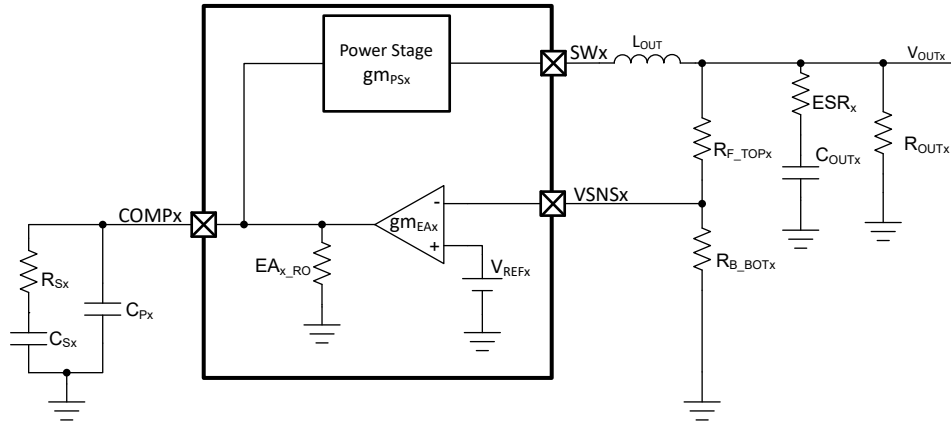 Power Stage
gmPSx
SWx
LOUT
VOUTx
ESRx
RF_TOPx
COUTx
ROUTx
COMPx
VSNSx
-
gmEAx
+
RSx
CPx
EAx_RO
VREFx
RB_BOTx
CSx